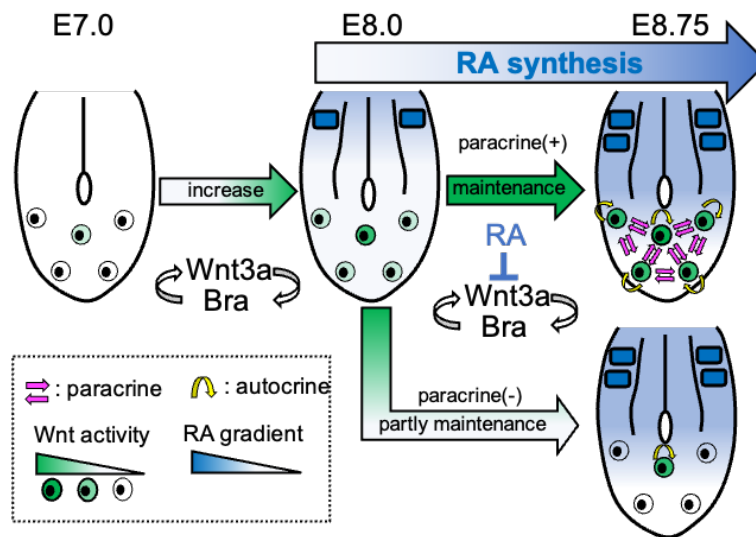 E7.0
E8.0
E8.75
RA synthesis
paracrine(+)
increase
maintenance
RA
Wnt3a
Bra
Wnt3a
Bra
: paracrine
: autocrine
Wnt activity
RA gradient
paracrine(-)
partly maintenance